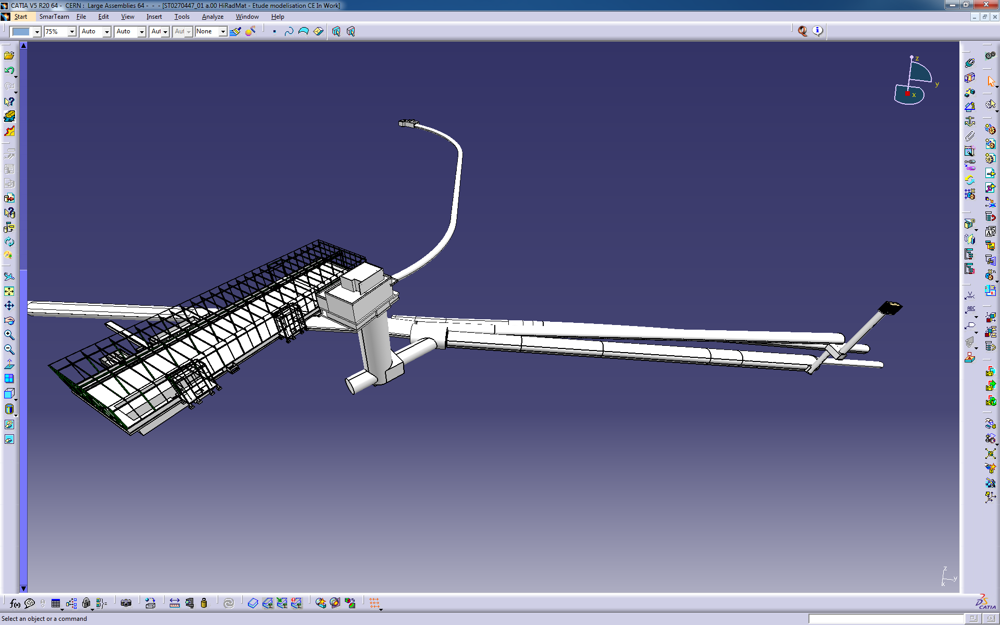 CATIA V5 R20 64 - CERN : Large Assemblies 64 - - - [ST0270447_01 a.00 HiRadMat - Etude modelisation CE In Work]
Start SmarTeam File Edit View Insert Tools Analyze Window Help
75% Auto Auto Aut Aut None
z
y
x
ABC
z
y
x
f(x)
CATIA
Select an object or a command